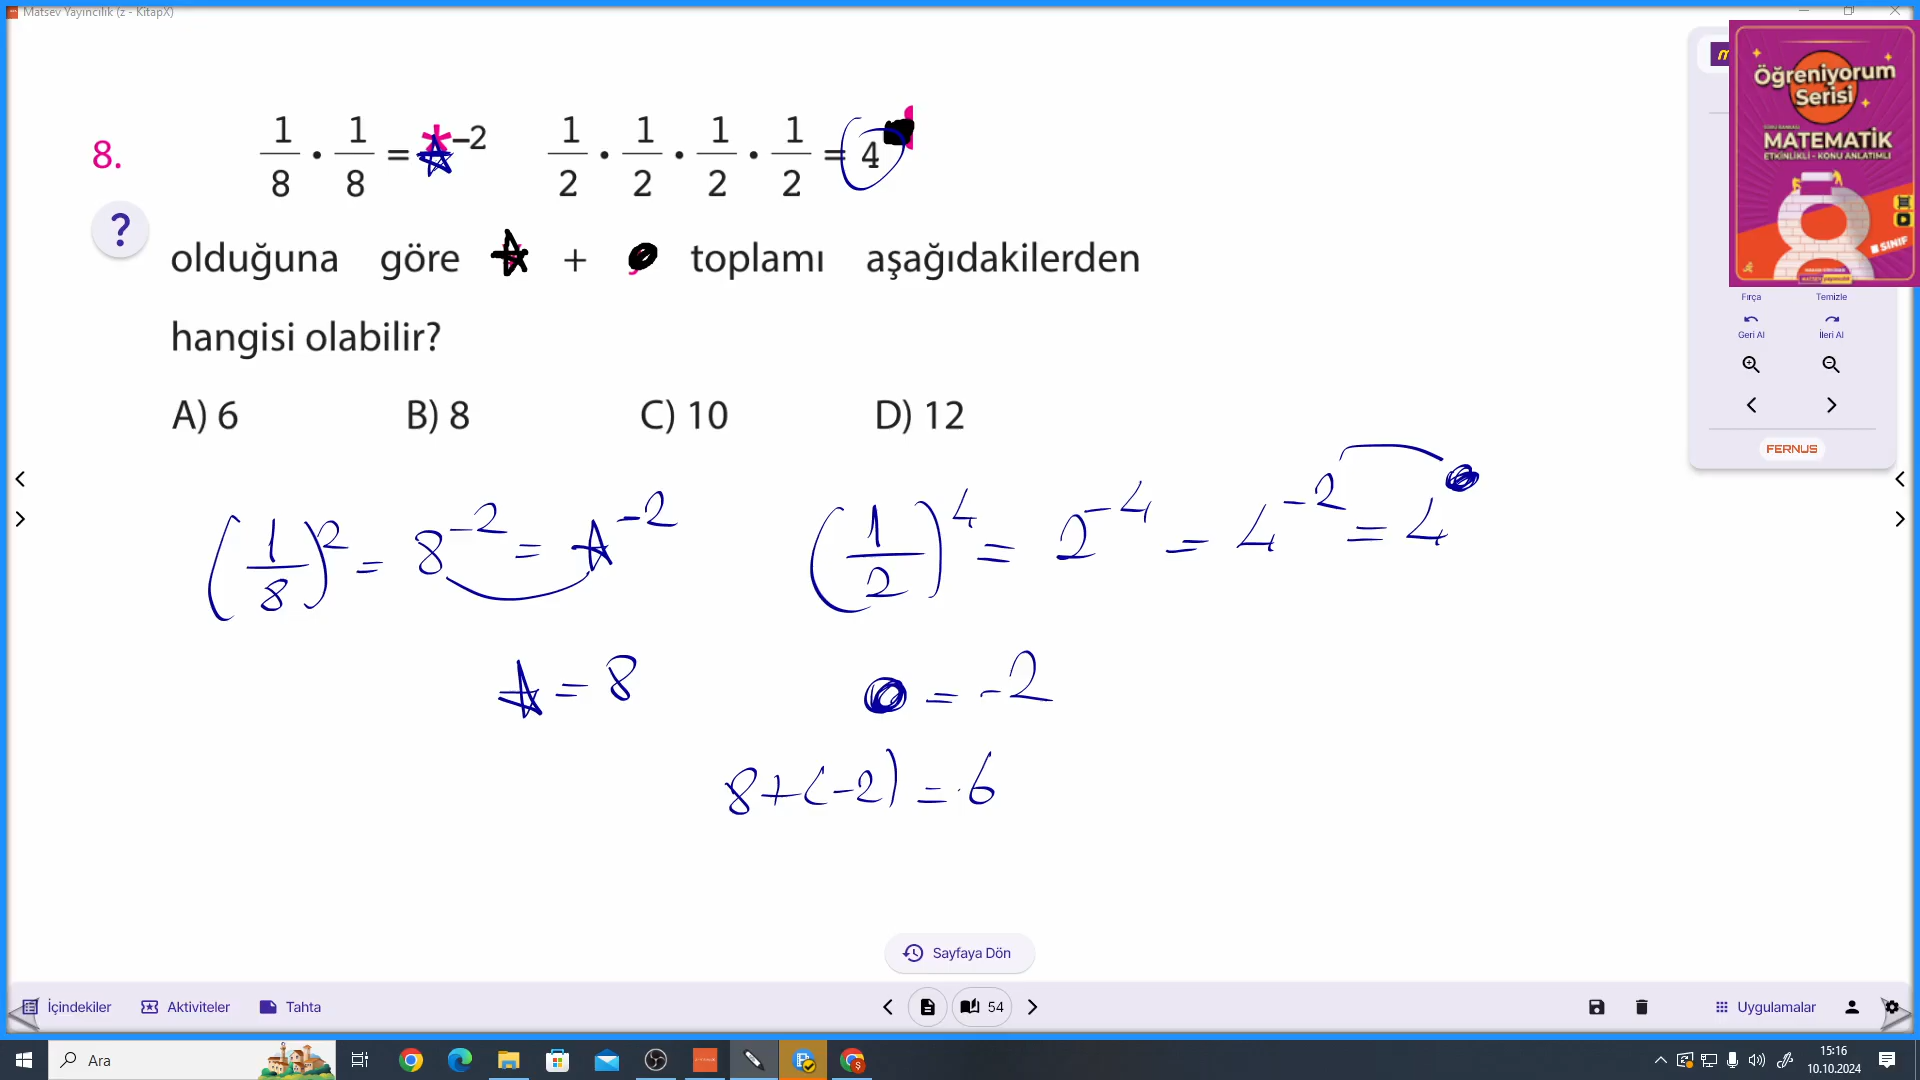 Matsev Yayıncılık (z - KitapX)
8. 1/8 · 1/8 = ☆⁻² 1/2 · 1/2 · 1/2 · 1/2 = 4
?
olduğuna göre ★ + ● toplamı aşağıdakilerden
hangisi olabilir?
A) 6 B) 8 C) 10 D) 12
(1/8)² = 8⁻² = ☆⁻² (1/2)⁴ = 2⁻⁴ = 4⁻² = 4●
☆ = 8 ● = -2
8+(-2) = 6
Öğreniyorum
Serisi
MATEMATİK
ETKİNLİKLİ - KONU ANLATIMLI
8. SINIF
Fırça Temizle
Geri Al İleri Al
FERNUS
Sayfaya Dön
İçindekiler Aktiviteler Tahta 54 Uygulamalar
Ara
15:16
10.10.2024